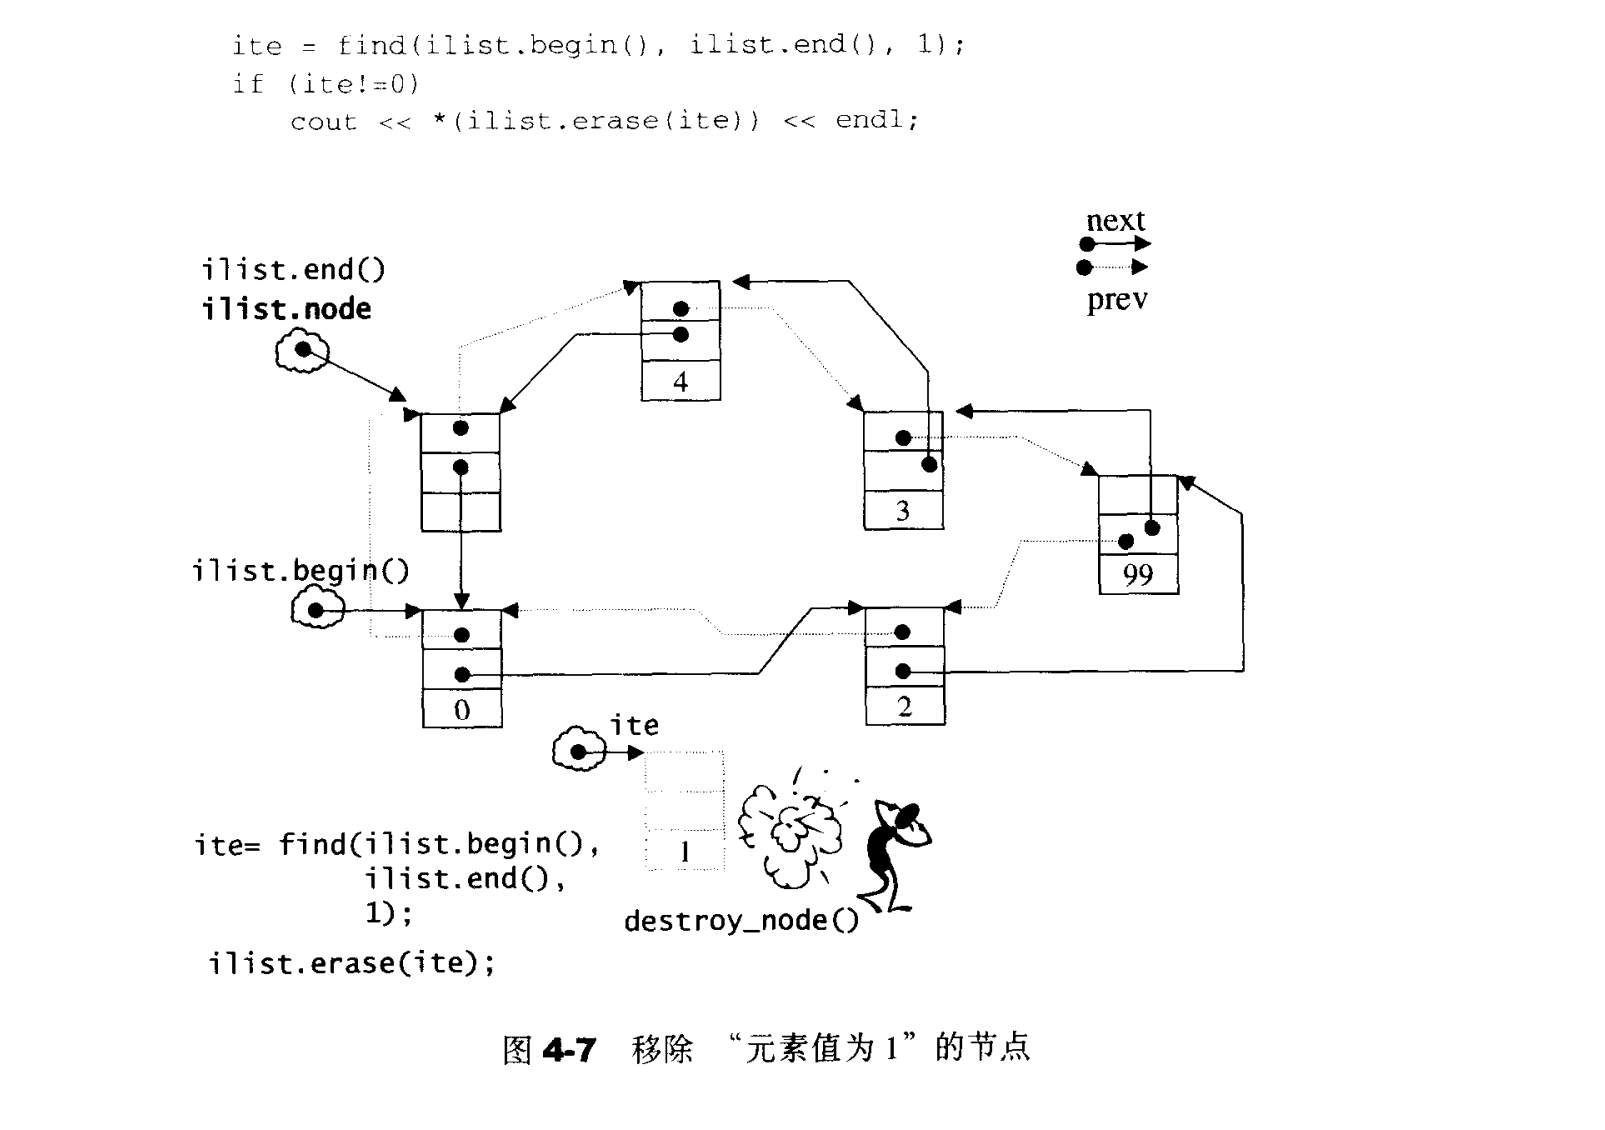 ite = find(ilist.begin(), ilist.end(), 1);
if (ite!=0)
cout << *(ilist.erase(ite)) << endl;
next
prev
ilist.end()
ilist.node
4
3
99
ilist.begin()
0
2
ite
1
ite= find(ilist.begin(),
ilist.end(),
1);
destroy_node()
ilist.erase(ite);
图 4-7 移除 “元素值为 1” 的节点